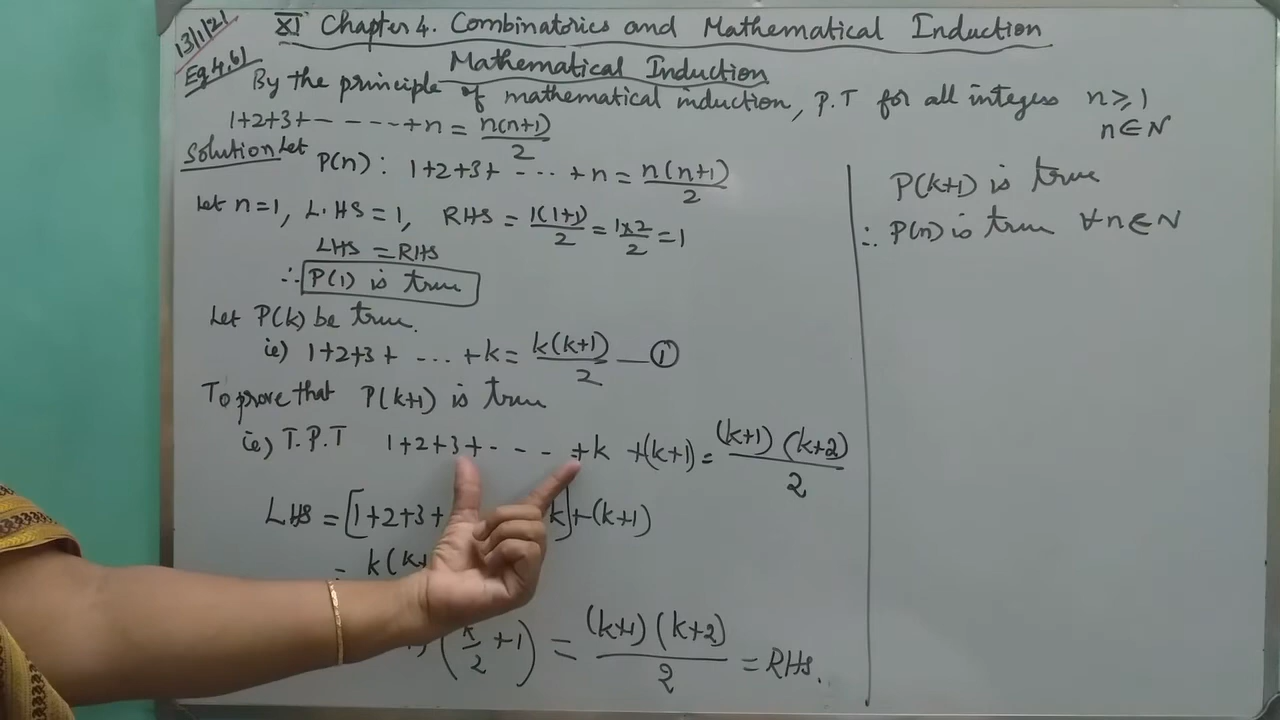 13/1/21
XI Chapter 4. Combinatorics and Mathematical Induction
Mathematical Induction
Eg 4.61
By the principle of mathematical induction, P.T for all integers n ≥ 1
n ∈ N
1+2+3+ - - - - - +n = n(n+1)/2
Solution Let P(n): 1+2+3+ ... +n = n(n+1)/2
Let n=1, L.HS = 1, RHS = 1(1+1)/2 = 1×2/2 = 1
LHS = RHS
∴ P(1) is true
Let P(k) be true.
ie) 1+2+3+ ... +k = k(k+1)/2 — ①
To prove that P(k+1) is true
ie) T.P.T 1+2+3+ - - - +k +(k+1) = (k+1)(k+2)/2
LHS = [1+2+3+ k]+(k+1)
= k(k+
(k/2 +1) = (k+1)(k+2)/2 = RHS.
P(k+1) is true
∴ P(n) is true ∀n∈N